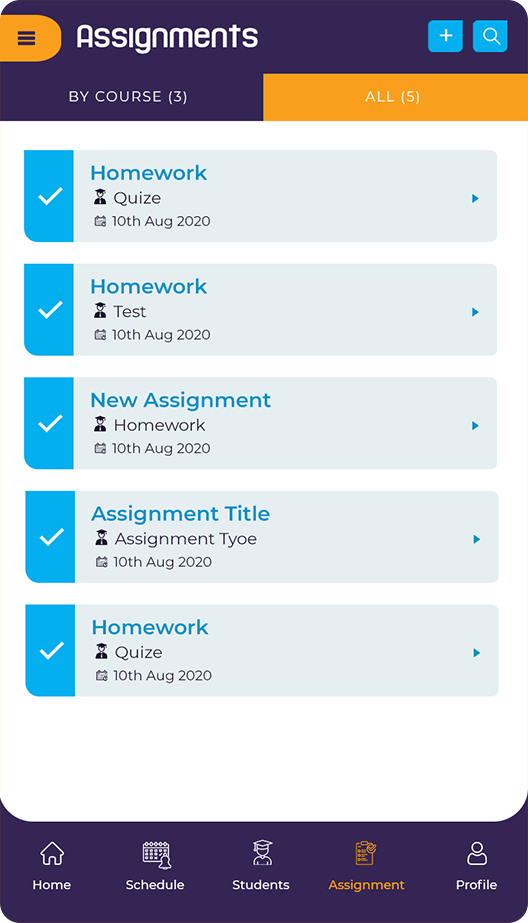 Assignments
BY COURSE (3)
ALL (5)
Homework
Quize
10th Aug 2020
Homework
Test
10th Aug 2020
New Assignment
Homework
10th Aug 2020
Assignment Title
Assignment Tyoe
10th Aug 2020
Homework
Quize
10th Aug 2020
Home
Schedule
Students
Assignment
Profile